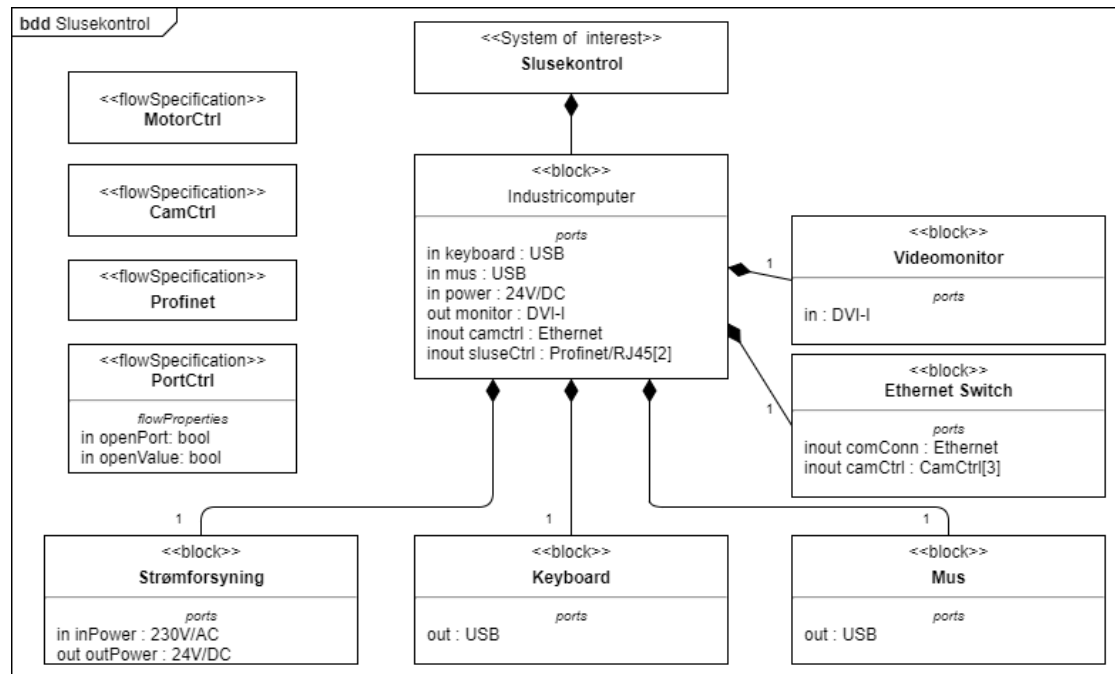 bdd Slusekontrol
<<System of interest>>
Slusekontrol
<<flowSpecification>>
MotorCtrl
<<flowSpecification>>
CamCtrl
<<flowSpecification>>
Profinet
<<flowSpecification>>
PortCtrl
flowProperties
in openPort: bool
in openValue: bool
<<block>>
Industricomputer
ports
in keyboard : USB
in mus : USB
in power : 24V/DC
out monitor : DVI-I
inout camctrl : Ethernet
inout sluseCtrl : Profinet/RJ45[2]
1
<<block>>
Videomonitor
ports
in : DVI-I
1
<<block>>
Ethernet Switch
ports
inout comConn : Ethernet
inout camCtrl : CamCtrl[3]
1
<<block>>
Strømforsyning
ports
in inPower : 230V/AC
out outPower : 24V/DC
1
<<block>>
Keyboard
ports
out : USB
1
<<block>>
Mus
ports
out : USB